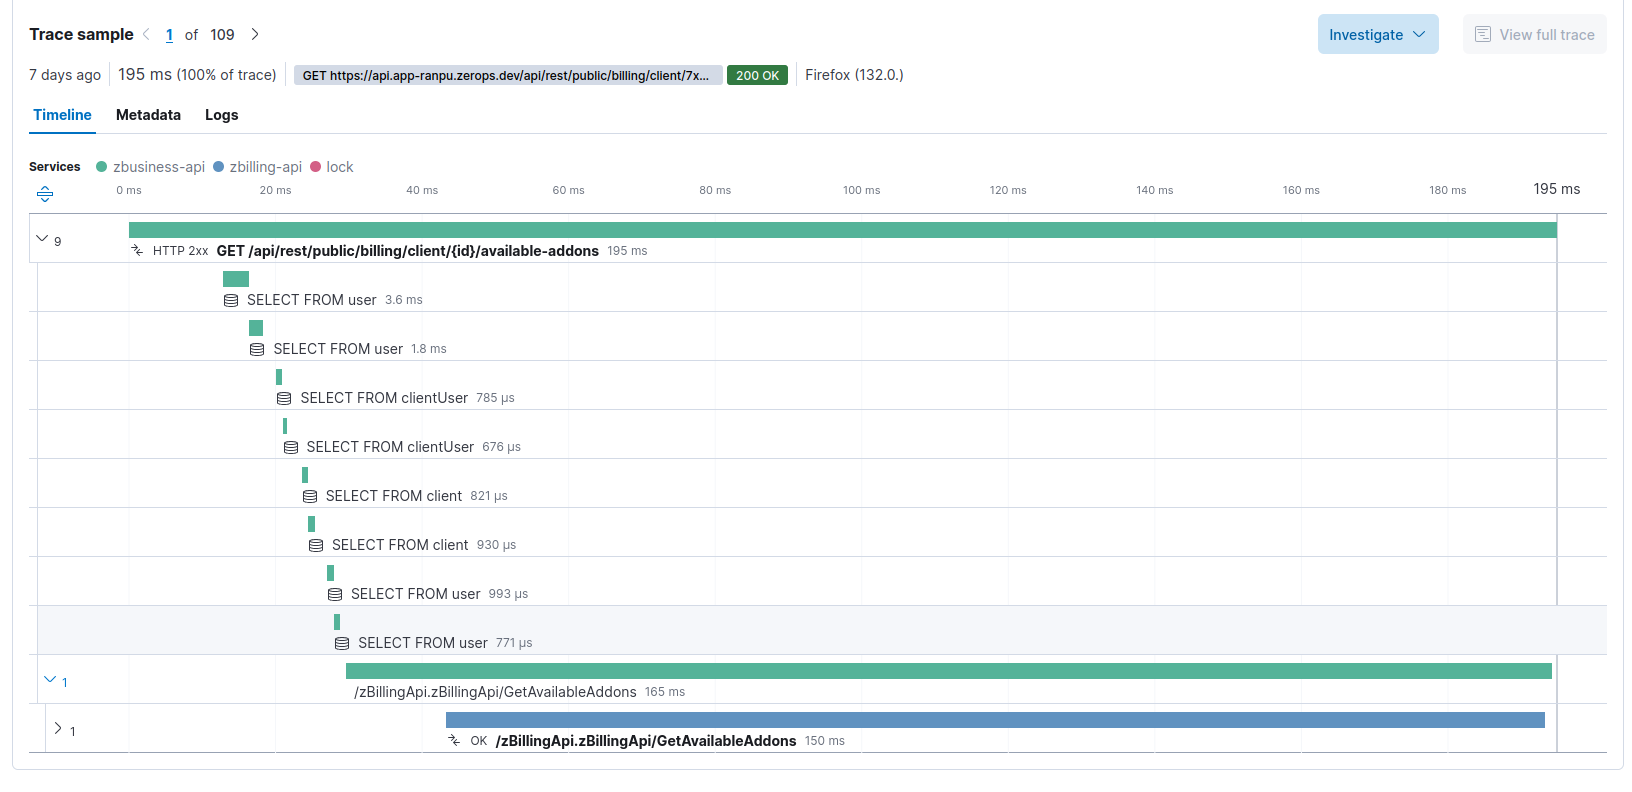 Trace sample 1 of 109 Investigate View full trace
7 days ago 195 ms (100% of trace) GET https://api.app-ranpu.zerops.dev/api/rest/public/billing/client/7x... 200 OK Firefox (132.0.)
Timeline Metadata Logs
Services zbusiness-api zbilling-api lock
0 ms 20 ms 40 ms 60 ms 80 ms 100 ms 120 ms 140 ms 160 ms 180 ms 195 ms
9 HTTP 2xx GET /api/rest/public/billing/client/{id}/available-addons 195 ms
SELECT FROM user 3.6 ms
SELECT FROM user 1.8 ms
SELECT FROM clientUser 785 μs
SELECT FROM clientUser 676 μs
SELECT FROM client 821 μs
SELECT FROM client 930 μs
SELECT FROM user 993 μs
SELECT FROM user 771 μs
1 /zBillingApi.zBillingApi/GetAvailableAddons 165 ms
1 OK /zBillingApi.zBillingApi/GetAvailableAddons 150 ms